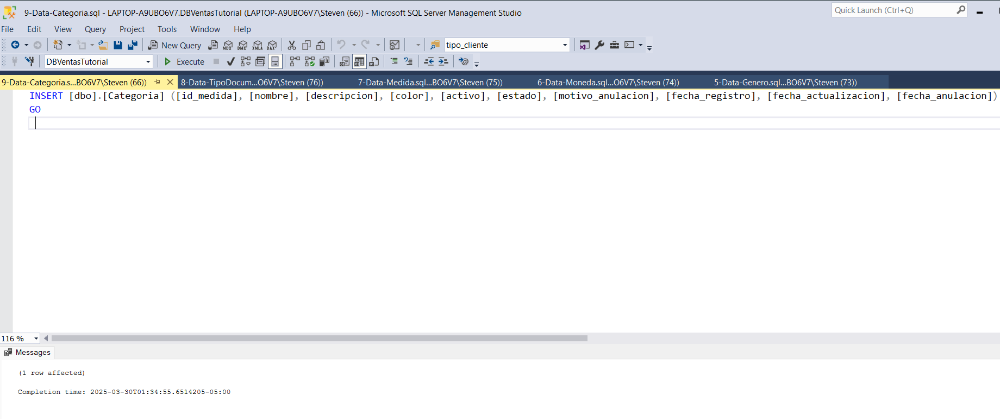 9-Data-Categoria.sql - LAPTOP-A9UBO6V7.DBVentasTutorial (LAPTOP-A9UBO6V7\Steven (66)) - Microsoft SQL Server Management Studio
Quick Launch (Ctrl+Q)
File Edit View Query Project Tools Window Help
New Query MDX DMX XMLA DAX tipo_cliente
DBVentasTutorial Execute
9-Data-Categoria.s...BO6V7\Steven (66)) 8-Data-TipoDocum...O6V7\Steven (76)) 7-Data-Medida.sql...BO6V7\Steven (75)) 6-Data-Moneda.sql...O6V7\Steven (74)) 5-Data-Genero.sql...BO6V7\Steven (73))
INSERT [dbo].[Categoria] ([id_medida], [nombre], [descripcion], [color], [activo], [estado], [motivo_anulacion], [fecha_registro], [fecha_actualizacion], [fecha_anulacion])
GO
116 %
Messages
(1 row affected)
Completion time: 2025-03-30T01:34:55.6514205-05:00